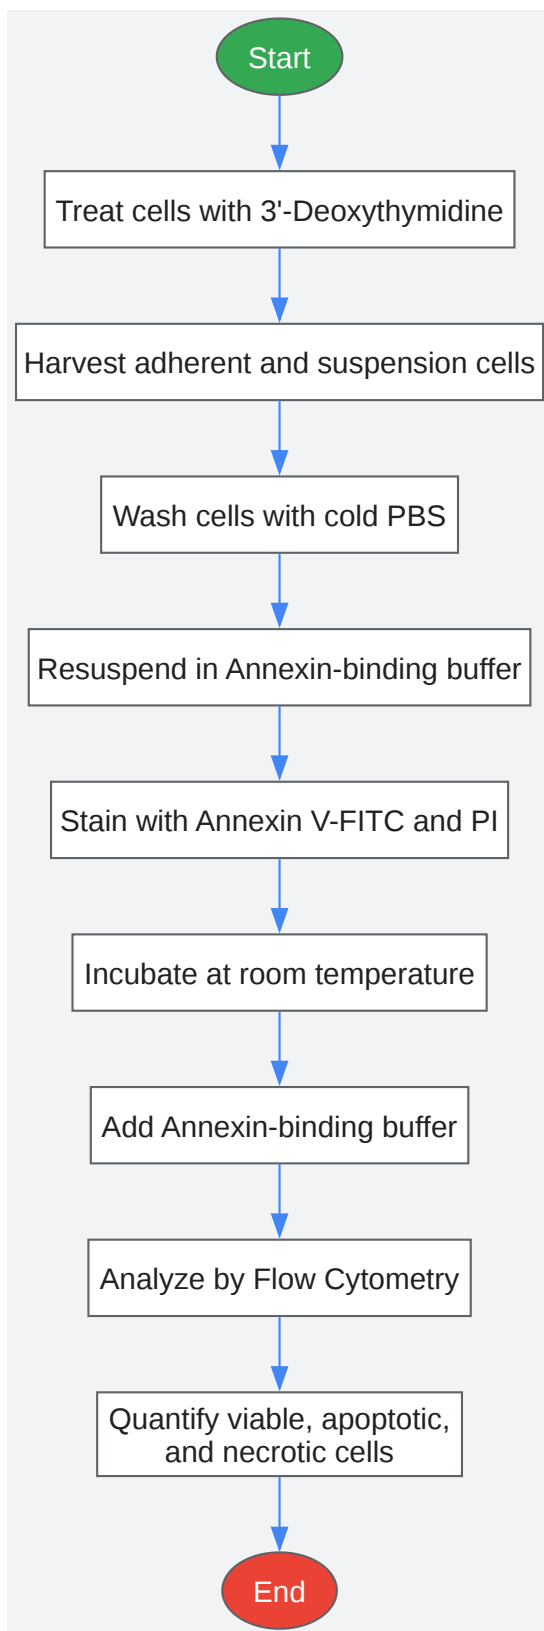 Start
Treat cells with 3'-Deoxythymidine
Harvest adherent and suspension cells
Wash cells with cold PBS
Resuspend in Annexin-binding buffer
Stain with Annexin V-FITC and PI
Incubate at room temperature
Add Annexin-binding buffer
Analyze by Flow Cytometry
Quantify viable, apoptotic,
and necrotic cells
End